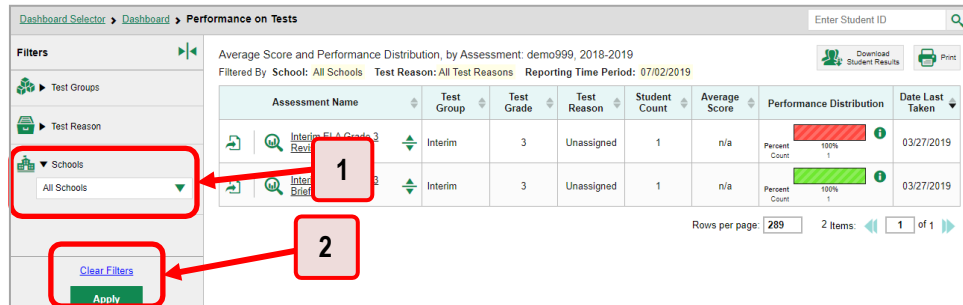 Dashboard Selector > Dashboard > Performance on Tests
Enter Student ID
Filters
Test Groups
Test Reason
Schools
All Schools
Clear Filters
Apply
Average Score and Performance Distribution, by Assessment: demo999, 2018-2019
Filtered By School: All Schools Test Reason: All Test Reasons Reporting Time Period: 07/02/2019
Download Student Results
Print
Assessment Name Test Group Test Grade Test Reason Student Count Average Score Performance Distribution Date Last Taken
Interim ELA Grade 3
Interim 3 Unassigned 1 n/a Percent 100% 03/27/2019
Count 1
3
Brief
Interim 3 Unassigned 1 n/a Percent 100% 03/27/2019
Count 1
Rows per page: 289 2 Items: 1 of 1
1
2